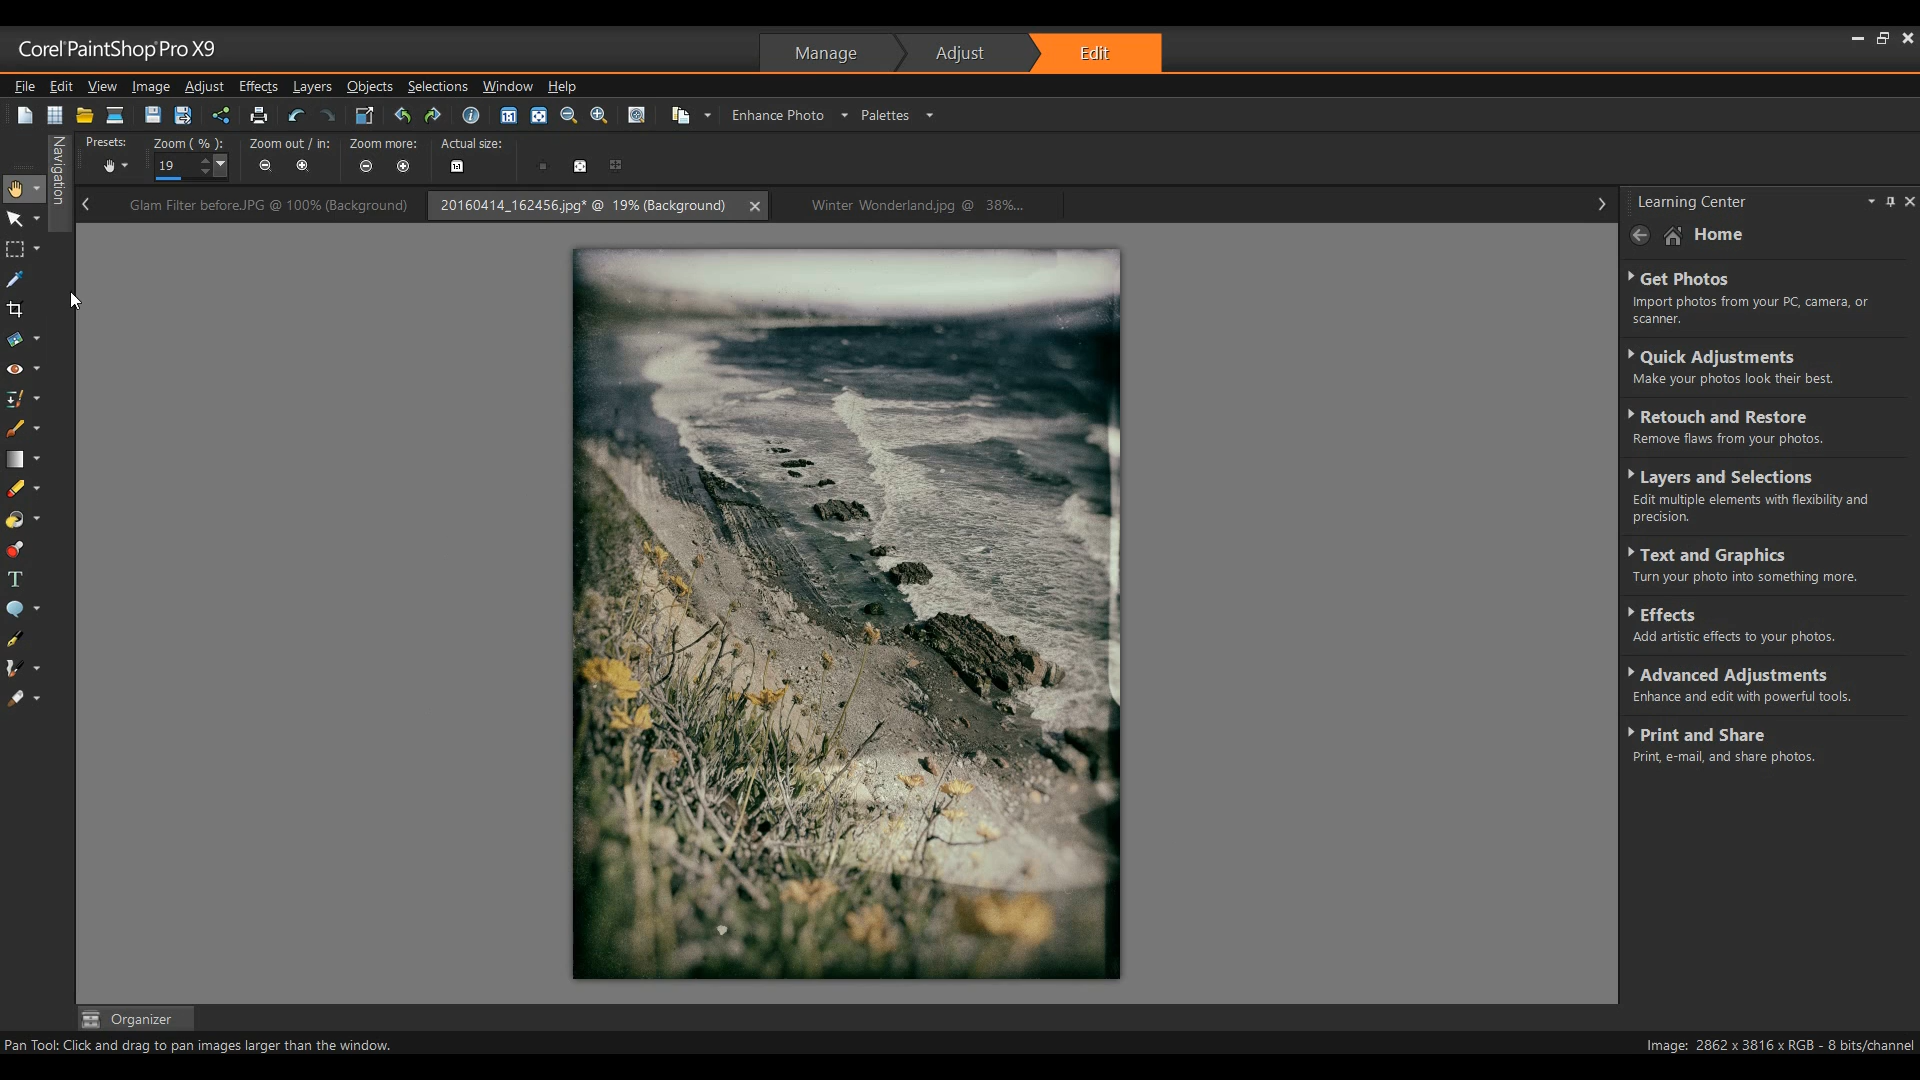 Corel PaintShop Pro X9
Manage
Adjust
Edit
File Edit View Image Adjust Effects Layers Objects Selections Window Help
Enhance Photo
Palettes
Navigation
Presets:
Zoom ( % ):
19
Zoom out / in:
Zoom more:
Actual size:
Glam Filter before.JPG @ 100% (Background)
20160414_162456.jpg* @ 19% (Background)
Winter Wonderland.jpg @ 38%...
Learning Center
Home
Get Photos
Import photos from your PC, camera, or
scanner.
Quick Adjustments
Make your photos look their best.
Retouch and Restore
Remove flaws from your photos.
Layers and Selections
Edit multiple elements with flexibility and
precision.
Text and Graphics
Turn your photo into something more.
Effects
Add artistic effects to your photos.
Advanced Adjustments
Enhance and edit with powerful tools.
Print and Share
Print, e-mail, and share photos.
Organizer
Pan Tool: Click and drag to pan images larger than the window.
Image: 2862 x 3816 x RGB - 8 bits/channel